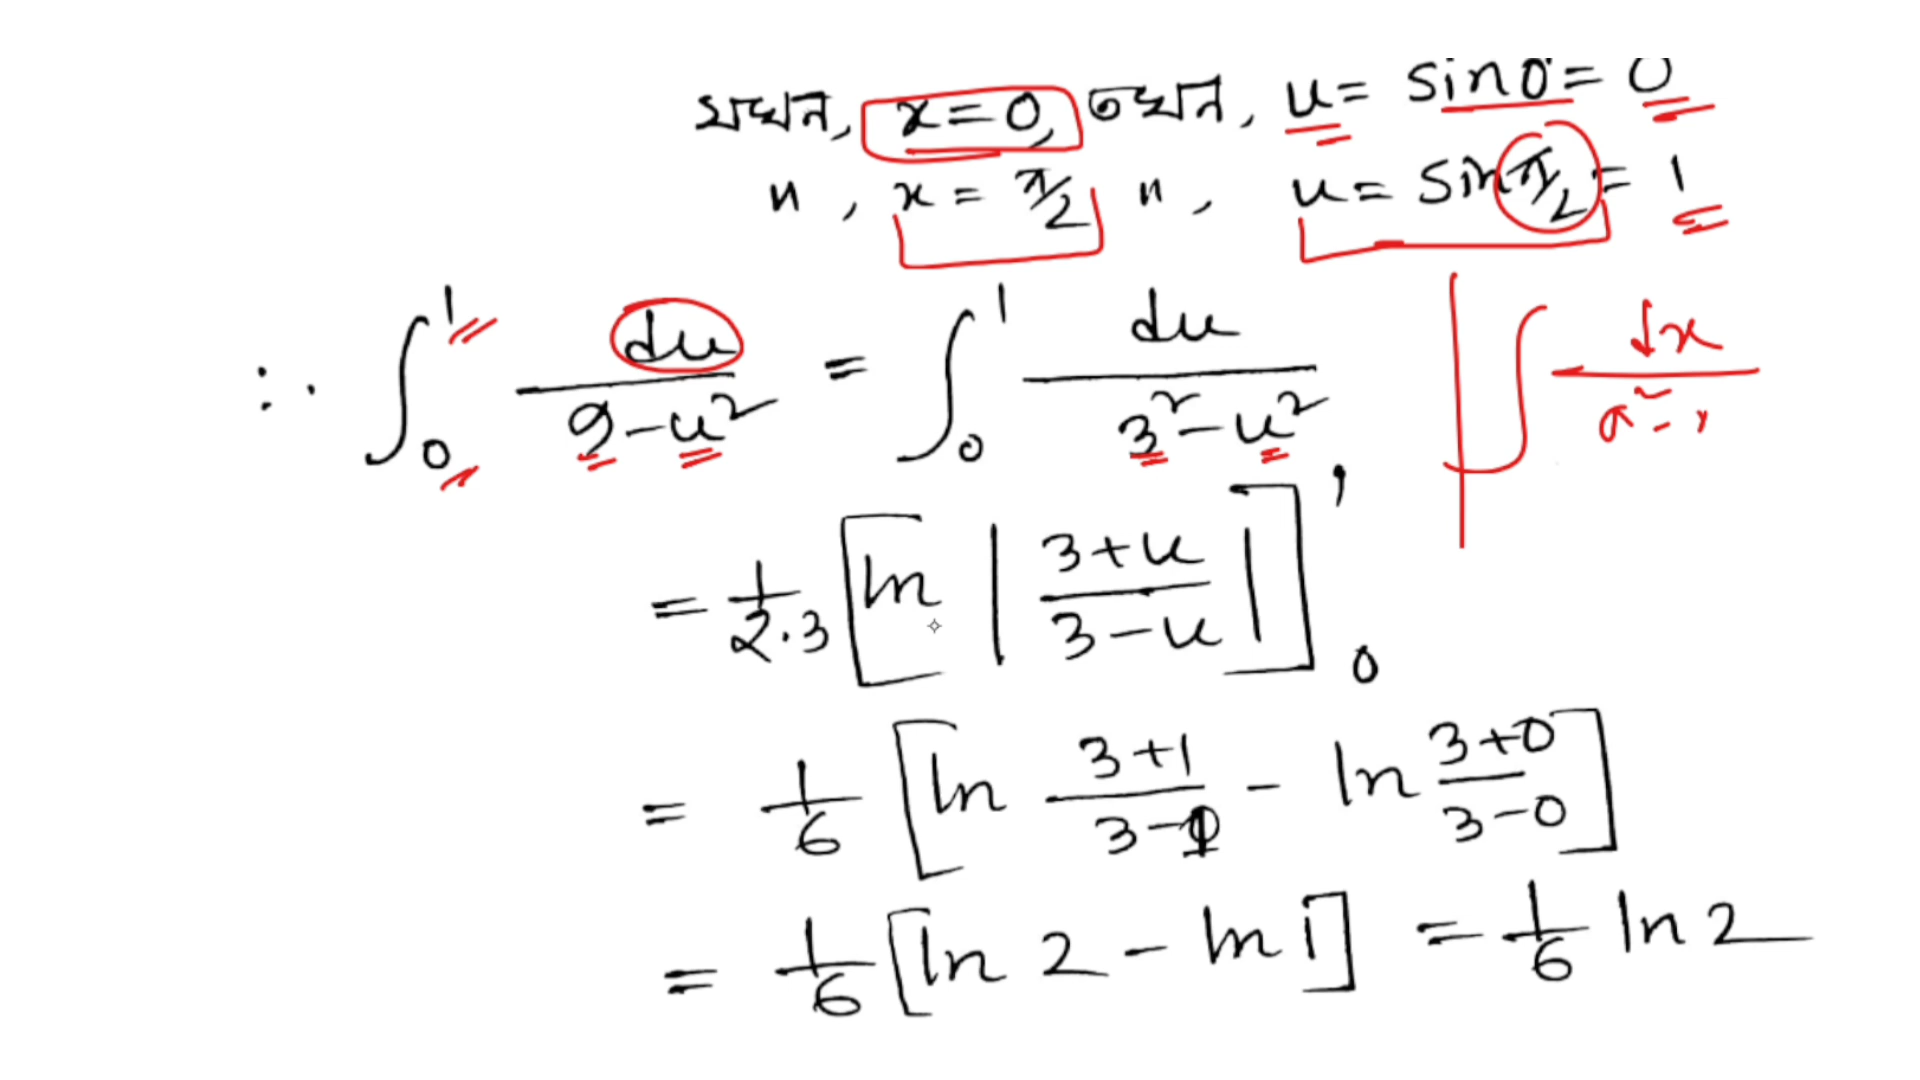 যখন, x = 0, তখন, u = sin0 = 0
〃 , x = π/2 〃 , u = sin π/2 = 1
∴ ∫₀¹ du/(9-u²) = ∫₀¹ du/(3²-u²) | ∫ dx/(a²-
= 1/2.3 [ln |(3+u)/(3-u)|]₀¹
= 1/6 [ln (3+1)/(3-1) - ln (3+0)/(3-0)]
= 1/6 [ln 2 - ln 1] = 1/6 ln 2